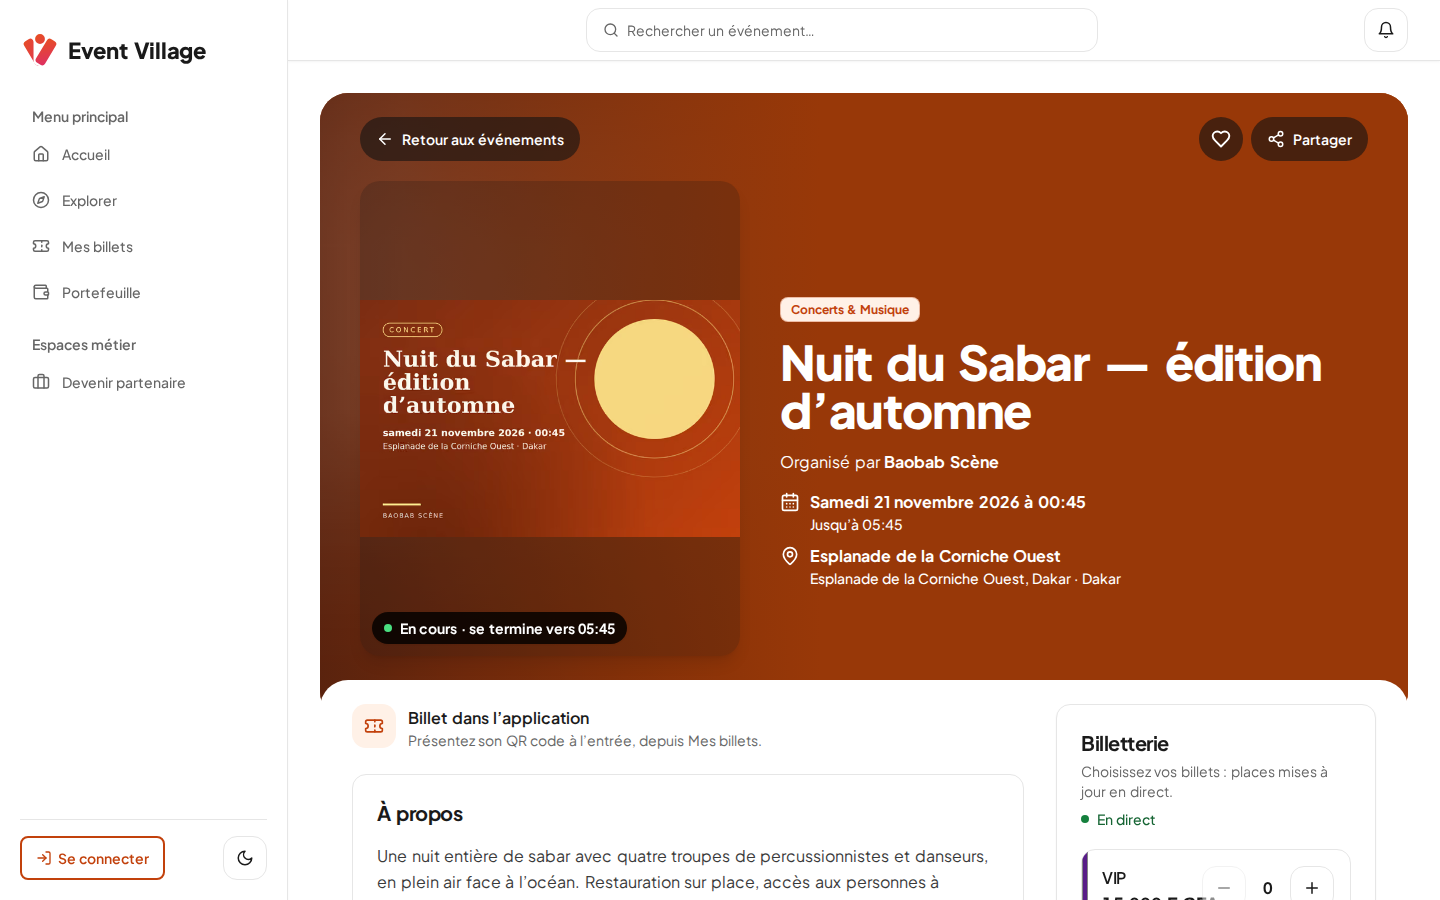 Event Village
Rechercher un événement…
Menu principal
Accueil
Explorer
Mes billets
Portefeuille
Espaces métier
Devenir partenaire
Se connecter
Retour aux événements
Partager
CONCERT
Nuit du Sabar —
édition
d’automne
samedi 21 novembre 2026 · 00:45
Esplanade de la Corniche Ouest · Dakar
BAOBAB SCÈNE
En cours · se termine vers 05:45
Concerts & Musique
Nuit du Sabar — édition
d’automne
Organisé par Baobab Scène
Samedi 21 novembre 2026 à 00:45
Jusqu’à 05:45
Esplanade de la Corniche Ouest
Esplanade de la Corniche Ouest, Dakar · Dakar
Billet dans l’application
Présentez son QR code à l’entrée, depuis Mes billets.
À propos
Une nuit entière de sabar avec quatre troupes de percussionnistes et danseurs,
en plein air face à l’océan. Restauration sur place, accès aux personnes à
Billetterie
Choisissez vos billets : places mises à
jour en direct.
En direct
VIP
0